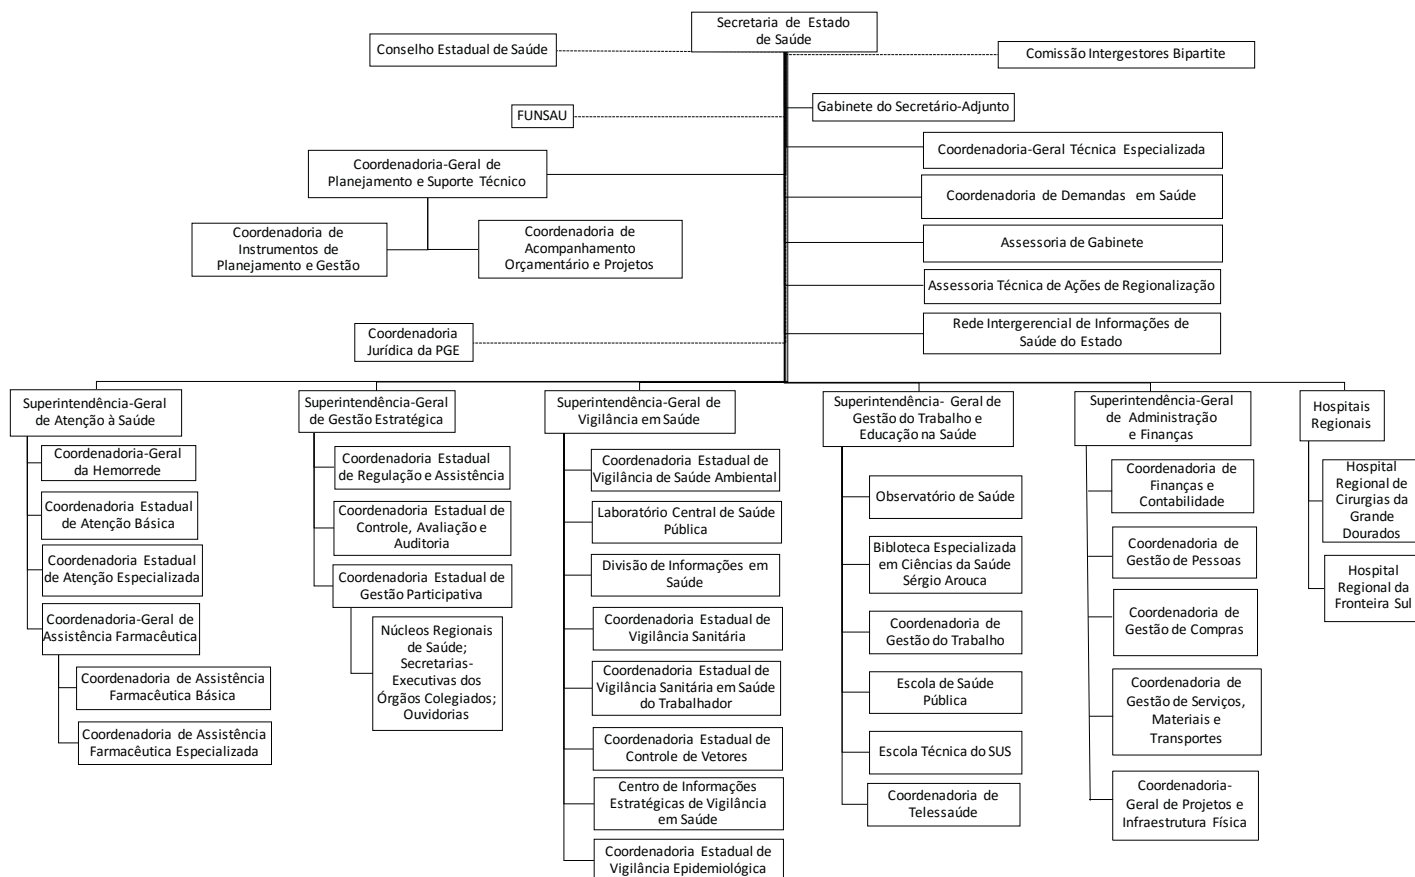 Secretaria de Estado
de Saúde
Conselho Estadual de Saúde
Comissão Intergestores Bipartite
Gabinete do Secretário-Adjunto
FUNSAU
Coordenadoria-Geral Técnica Especializada
Coordenadoria-Geral de
Planejamento e Suporte Técnico
Coordenadoria de Demandas em Saúde
Coordenadoria de
Instrumentos de
Planejamento e Gestão
Coordenadoria de
Acompanhamento
Orçamentário e Projetos
Assessoria de Gabinete
Assessoria Técnica de Ações de Regionalização
Coordenadoria
Jurídica da PGE
Rede Intergerencial de Informações de
Saúde do Estado
Superintendência-Geral
de Atenção à Saúde
Coordenadoria-Geral
da Hemorrede
Coordenadoria Estadual
de Atenção Básica
Coordenadoria Estadual
de Atenção Especializada
Coordenadoria-Geral de
Assistência Farmacêutica
Coordenadoria de Assistência
Farmacêutica Básica
Coordenadoria de Assistência
Farmacêutica Especializada
Superintendência-Geral
de Gestão Estratégica
Coordenadoria Estadual
de Regulação e Assistência
Coordenadoria Estadual
de Controle, Avaliação e
Auditoria
Coordenadoria Estadual de
Gestão Participativa
Núcleos Regionais
de Saúde;
Secretarias-
Executivas dos
Órgãos Colegiados;
Ouvidorias
Superintendência-Geral de
Vigilância em Saúde
Coordenadoria Estadual de
Vigilância de Saúde Ambiental
Laboratório Central de Saúde
Pública
Divisão de Informações em
Saúde
Coordenadoria Estadual
de Vigilância Sanitária
Coordenadoria Estadual de
Vigilância Sanitária em Saúde
do Trabalhador
Coordenadoria Estadual de
Controle de Vetores
Centro de Informações
Estratégicas de Vigilância
em Saúde
Coordenadoria Estadual de
Vigilância Epidemiológica
Superintendência- Geral de
Gestão do Trabalho e
Educação na Saúde
Observatório de Saúde
Bibloteca Especializada
em Ciências da Saúde
Sérgio Arouca
Coordenadoria de
Gestão do Trabalho
Escola de Saúde
Pública
Escola Técnica do SUS
Coordenadoria de
Telessaúde
Superintendência-Geral
de Administração
e Finanças
Coordenadoria de
Finanças e
Contabilidade
Coordenadoria de
Gestão de Pessoas
Coordenadoria de
Gestão de Compras
Coordenadoria de
Gestão de Serviços,
Materiais e
Transportes
Coordenadoria-
Geral de Projetos e
Infraestrutura Física
Hospitais
Regionais
Hospital
Regional de
Cirurgias da
Grande
Dourados
Hospital
Regional da
Fronteira Sul